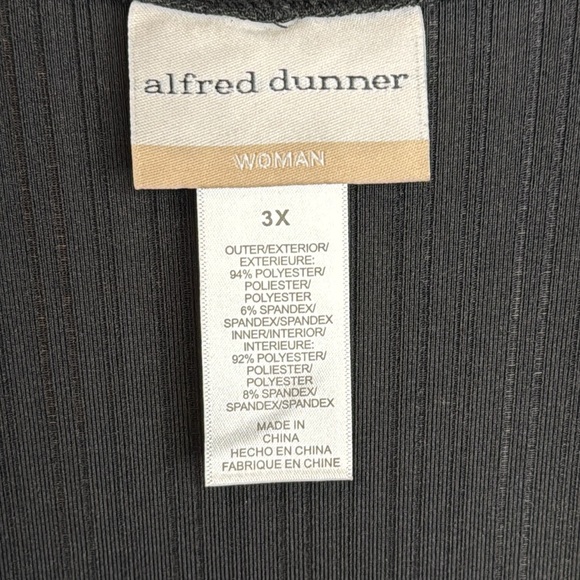 alfred dunner
WOMAN
3X
OUTER/EXTERIOR/
EXTERIEURE:
94% POLYESTER/
POLIESTER/
POLYESTER
6% SPANDEX/
SPANDEX/SPANDEX
INNER/INTERIOR/
INTERIEURE:
92% POLYESTER/
POLIESTER/
POLYESTER
8% SPANDEX/
SPANDEX/SPANDEX
MADE IN
CHINA
HECHO EN CHINA
FABRIQUE EN CHINE